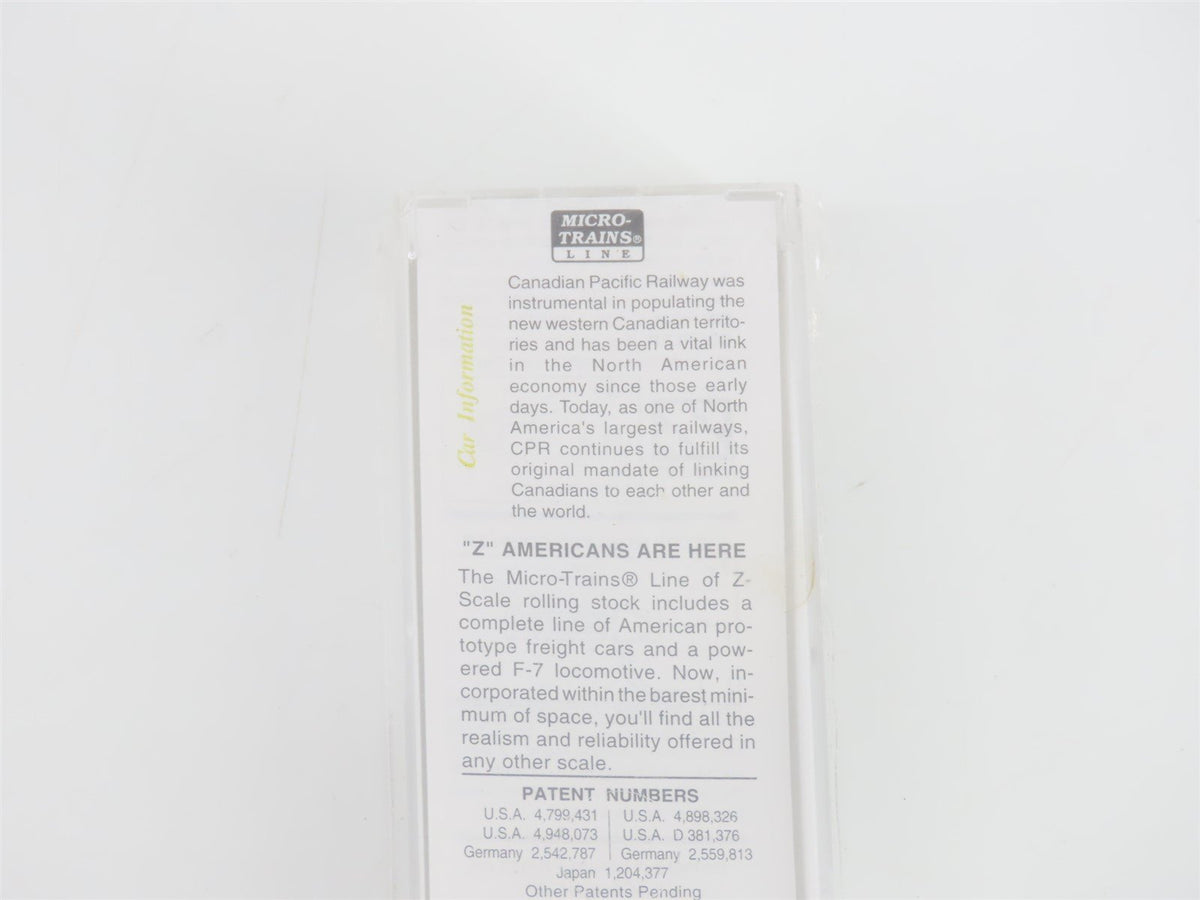 MICRO-
TRAINS®
LINE
Car Information
Canadian Pacific Railway was
instrumental in populating the
new western Canadian territo-
ries and has been a vital link
in the North American
economy since those early
days. Today, as one of North
America's largest railways,
CPR continues to fulfill its
original mandate of linking
Canadians to each other and
the world.
"Z" AMERICANS ARE HERE
The Micro-Trains® Line of Z-
Scale rolling stock includes a
complete line of American pro-
totype freight cars and a pow-
ered F-7 locomotive. Now, in-
corporated within the barest mini-
mum of space, you'll find all the
realism and reliability offered in
any other scale.
PATENT NUMBERS
U.S.A. 4,799,431 | U.S.A. 4,898,326
U.S.A. 4,948,073 | U.S.A. D 381,376
Germany 2,542,787 | Germany 2,559,813
Japan 1,204,377
Other Patents Pending